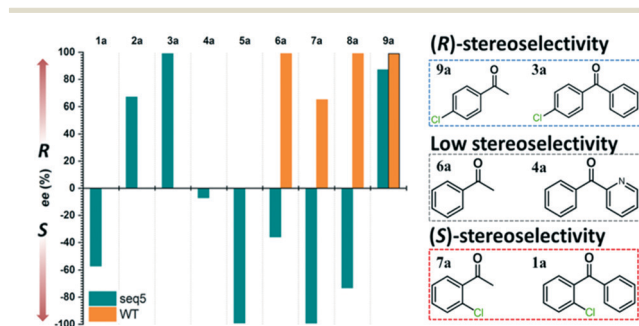 1a 2a 3a 4a 5a 6a 7a 8a 9a
100
80
60
40
20
0
-20
-40
-60
-80
-100
R
ee (%)
S
seq5
WT
(R)-stereoselectivity
9a 3a
O O
Cl Cl
Low stereoselectivity
6a 4a
O O
N
(S)-stereoselectivity
7a 1a
O O
Cl Cl